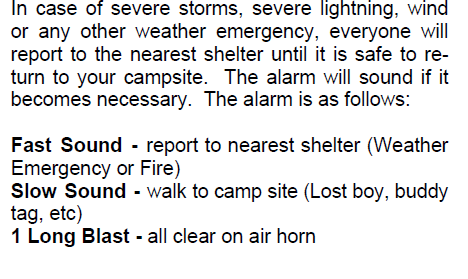 In case of severe storms, severe lightning, wind
or any other weather emergency, everyone will
report to the nearest shelter until it is safe to re-
turn to your campsite.  The alarm will sound if it
becomes necessary.  The alarm is as follows:

Fast Sound - report to nearest shelter (Weather
Emergency or Fire)
Slow Sound - walk to camp site (Lost boy, buddy
tag, etc)
1 Long Blast - all clear on air horn